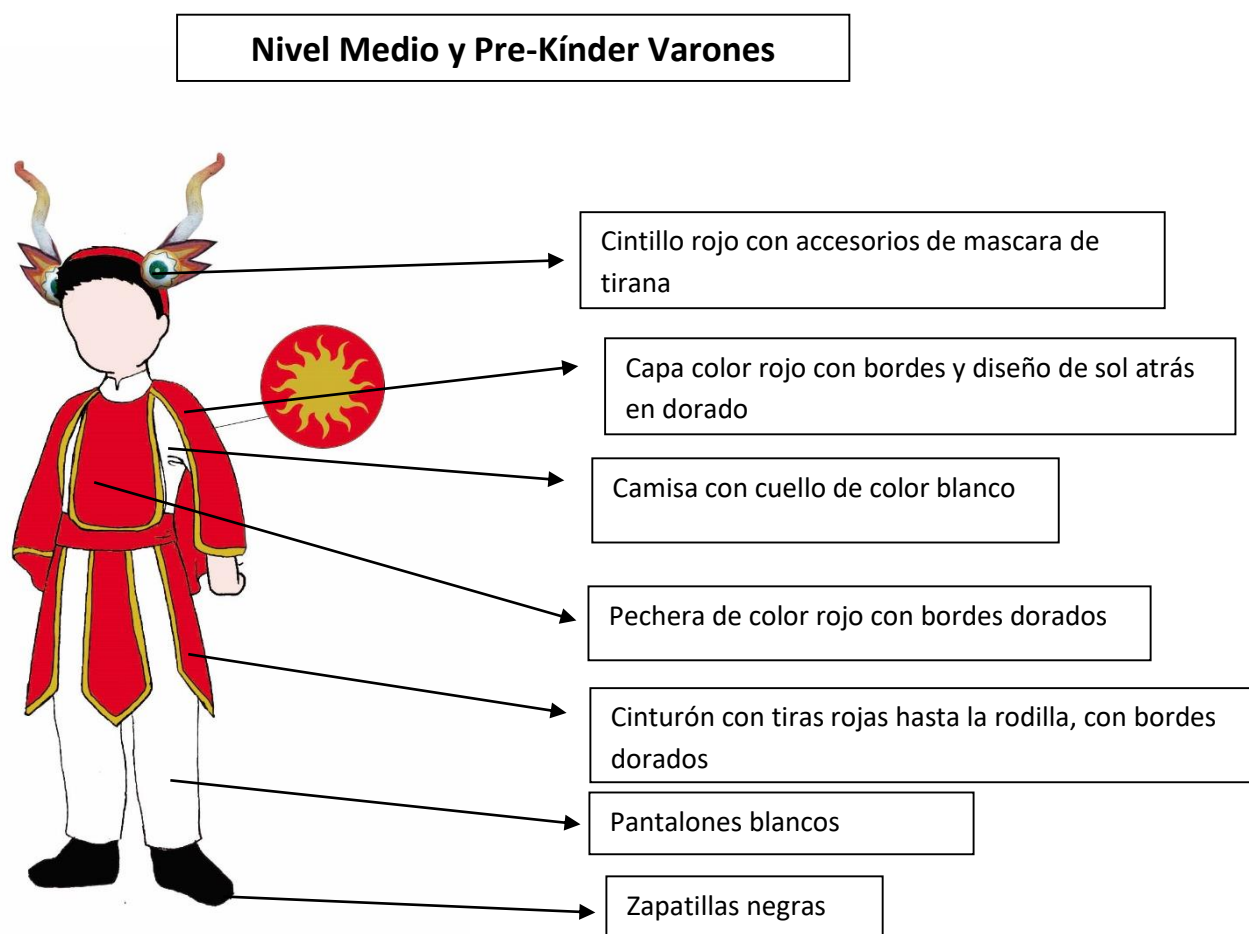 Nivel Medio y Pre-Kínder Varones
Cintillo rojo con accesorios de mascara de
tirana
Capa color rojo con bordes y diseño de sol atrás
en dorado
Camisa con cuello de color blanco
Pechera de color rojo con bordes dorados
Cinturón con tiras rojas hasta la rodilla, con bordes
dorados
Pantalones blancos
Zapatillas negras